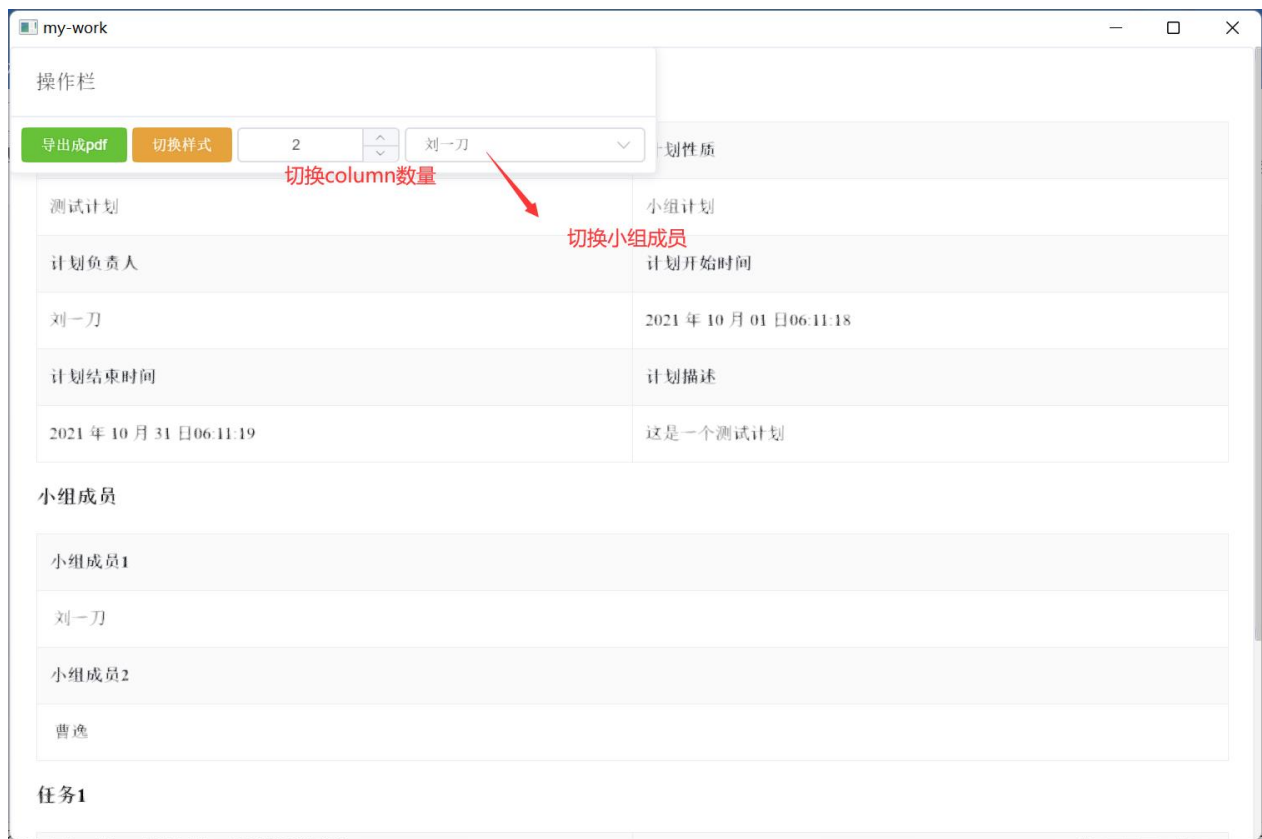 my-work
操作栏
导出成pdf 切换样式 2 刘一刀
划性质
切换column数量
测试计划 小组计划
切换小组成员
计划负责人 计划开始时间
刘一刀 2021 年 10 月 01 日06:11:18
计划结束时间 计划描述
2021 年 10 月 31 日06:11:19 这是一个测试计划
小组成员
小组成员1
刘一刀
小组成员2
曹逸
任务1